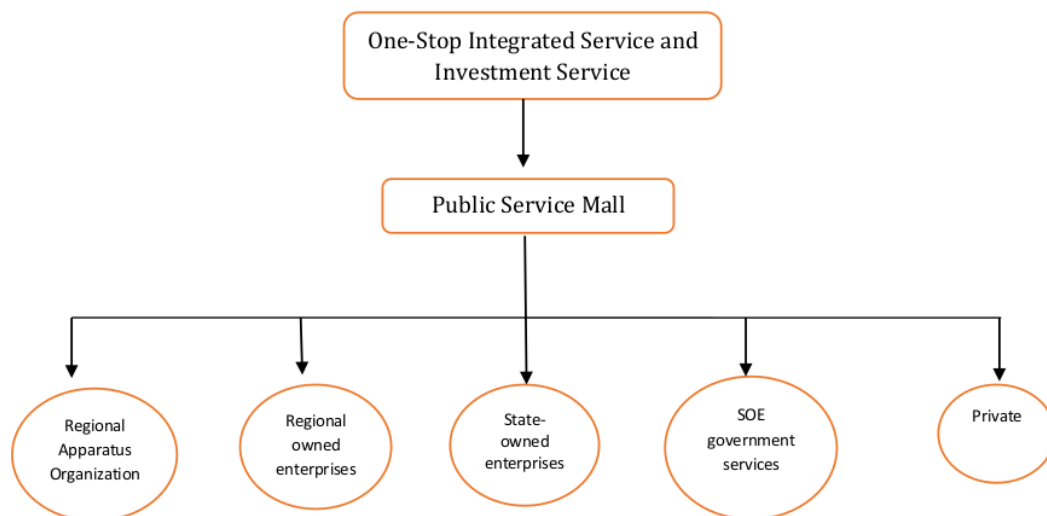 One-Stop Integrated Service and
Investment Service
Public Service Mall
Regional
Apparatus
Organization
Regional
owned
enterprises
State-
owned
enterprises
SOE
government
services
Private